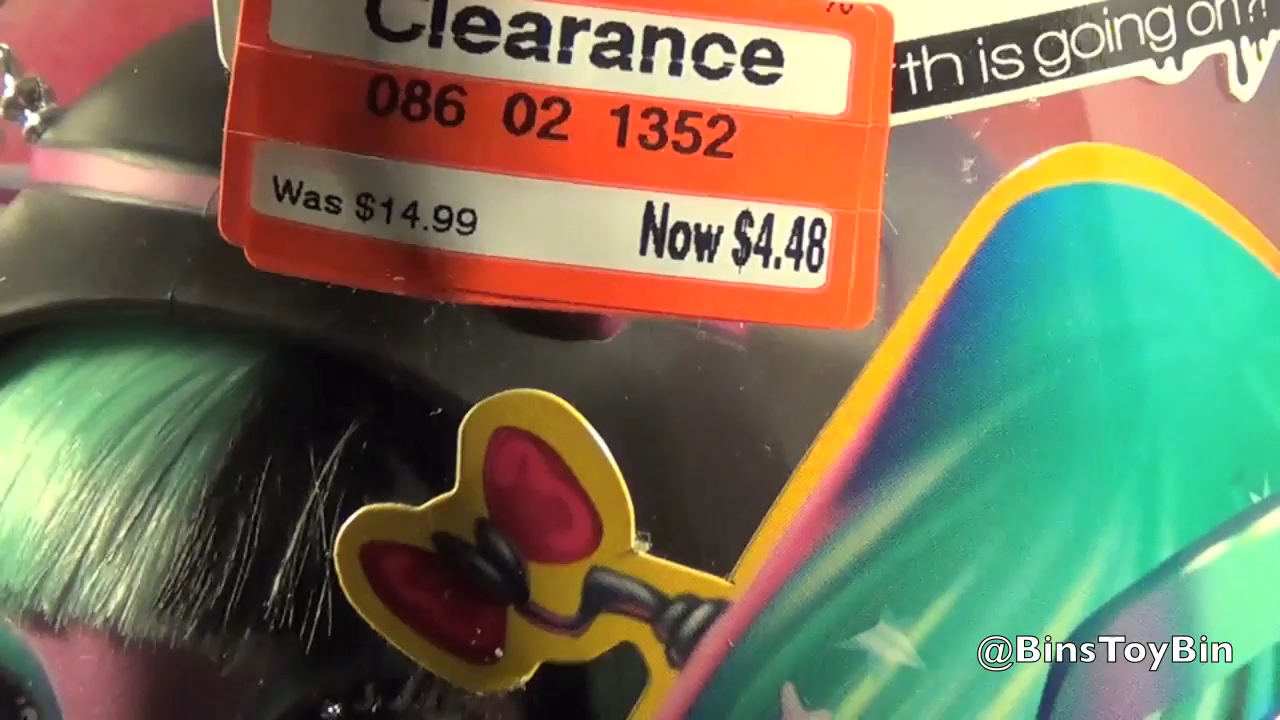 Clearance
th is going on?!
086 02 1352
Was $14.99 Now $4.48
@BinsToyBin